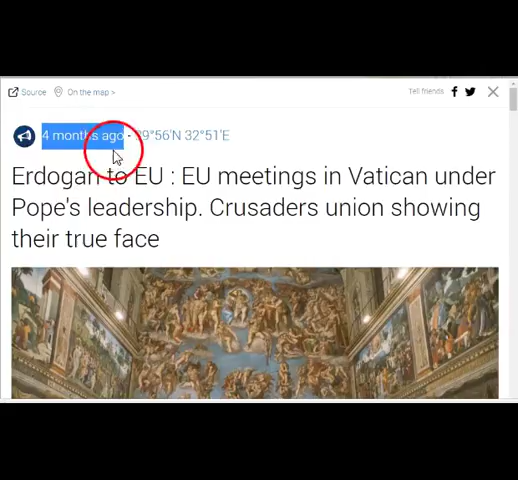 Source On the map > Tell friends
4 months ago - 39°56'N 32°51'E
Erdogan to EU : EU meetings in Vatican under
Pope's leadership. Crusaders union showing
their true face